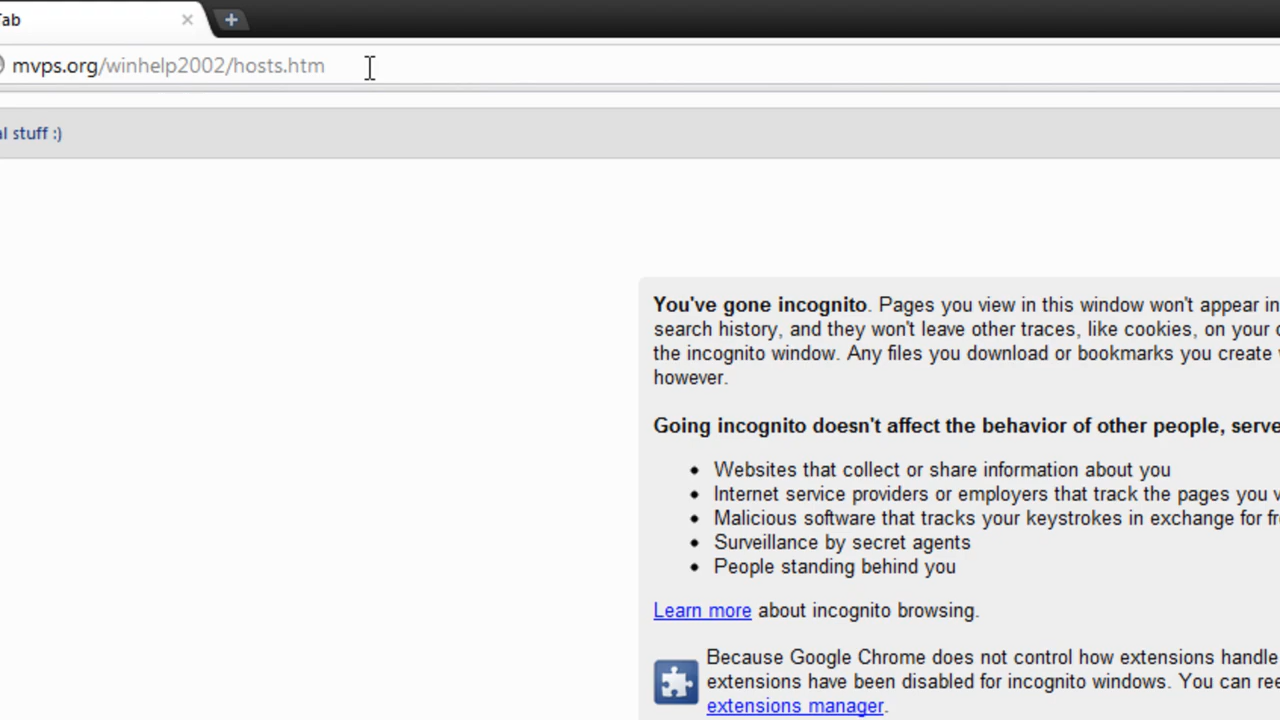 Tab
mvps.org/winhelp2002/hosts.htm
al stuff :)
You've gone incognito. Pages you view in this window won't appear in
search history, and they won't leave other traces, like cookies, on your
the incognito window. Any files you download or bookmarks you create
however.
Going incognito doesn't affect the behavior of other people, serve
Websites that collect or share information about you
Internet service providers or employers that track the pages you
Malicious software that tracks your keystrokes in exchange for
Surveillance by secret agents
People standing behind you
Learn more about incognito browsing.
Because Google Chrome does not control how extensions handle
extensions have been disabled for incognito windows. You can
extensions manager.